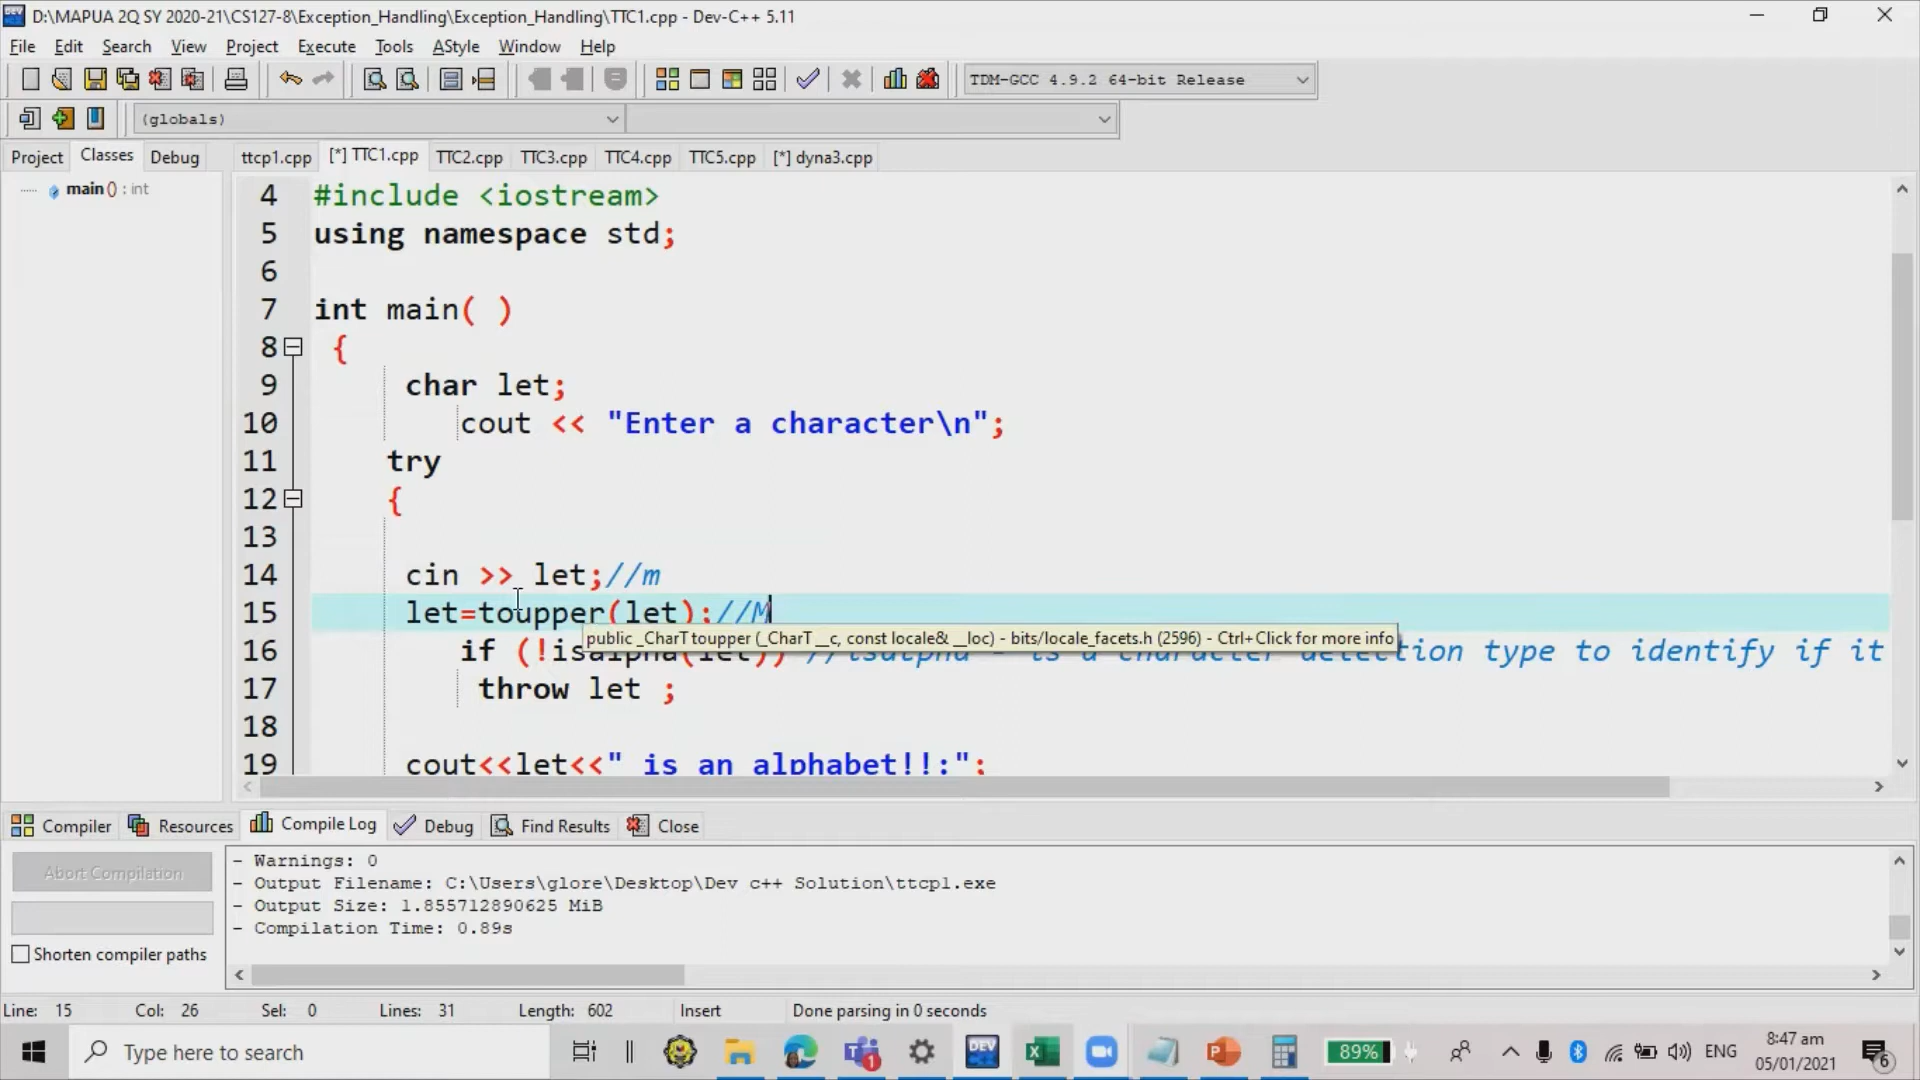 D:\MAPUA 2Q SY 2020-21\CS127-8\Exception_Handling\Exception_Handling\TTC1.cpp - Dev-C++ 5.11
File Edit Search View Project Execute Tools AStyle Window Help
TDM-GCC 4.9.2 64-bit Release
(globals)
Project Classes Debug ttcp1.cpp [*] TTC1.cpp TTC2.cpp TTC3.cpp TTC4.cpp TTC5.cpp [*] dyna3.cpp
main() : int
4 #include <iostream>
5 using namespace std;
6
7 int main( )
8 {
9 char let;
10 cout << "Enter a character\n";
11 try
12 {
13
14 cin >> let;//m
15 let=toupper(let);//M
public _CharT toupper (_CharT __c, const locale& __loc) - bits/locale_facets.h (2596) - Ctrl+Click for more info
16 if (!isalpha(let)) //isalpha - is a character detection type to identify if it
17 throw let ;
18
19 cout<<let<<" is an alphabet!!:";
Compiler Resources Compile Log Debug Find Results Close
Abort Compilation
Shorten compiler paths
- Warnings: 0
- Output Filename: C:\Users\glore\Desktop\Dev c++ Solution\ttcp1.exe
- Output Size: 1.855712890625 MiB
- Compilation Time: 0.89s
Line: 15 Col: 26 Sel: 0 Lines: 31 Length: 602 Insert Done parsing in 0 seconds
Type here to search
DEV
1
89%
ENG
8:47 am
05/01/2021
6